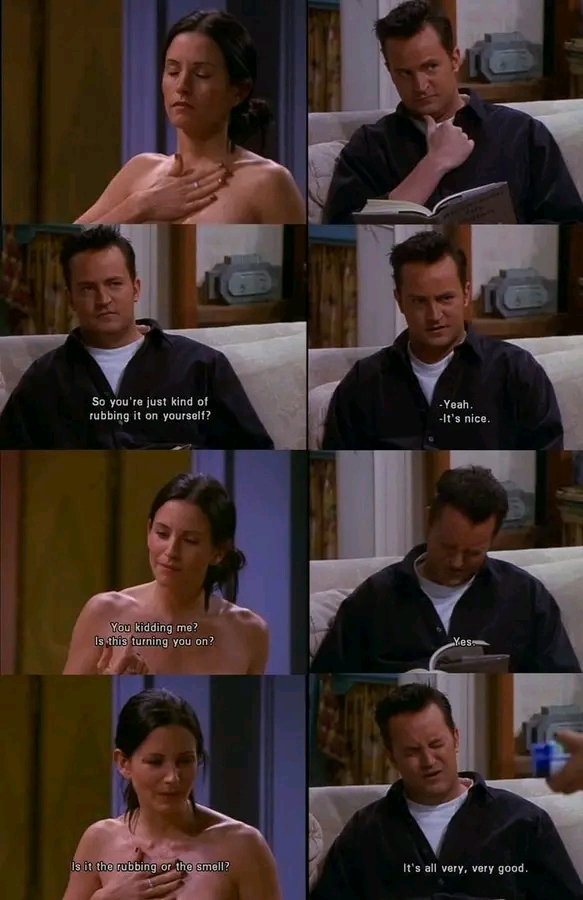 So you're just kind of
rubbing it on yourself?
-Yeah.
-It's nice.
You kidding me?
Is this turning you on?
Yes.
Is it the rubbing or the smell?
It's all very, very good.